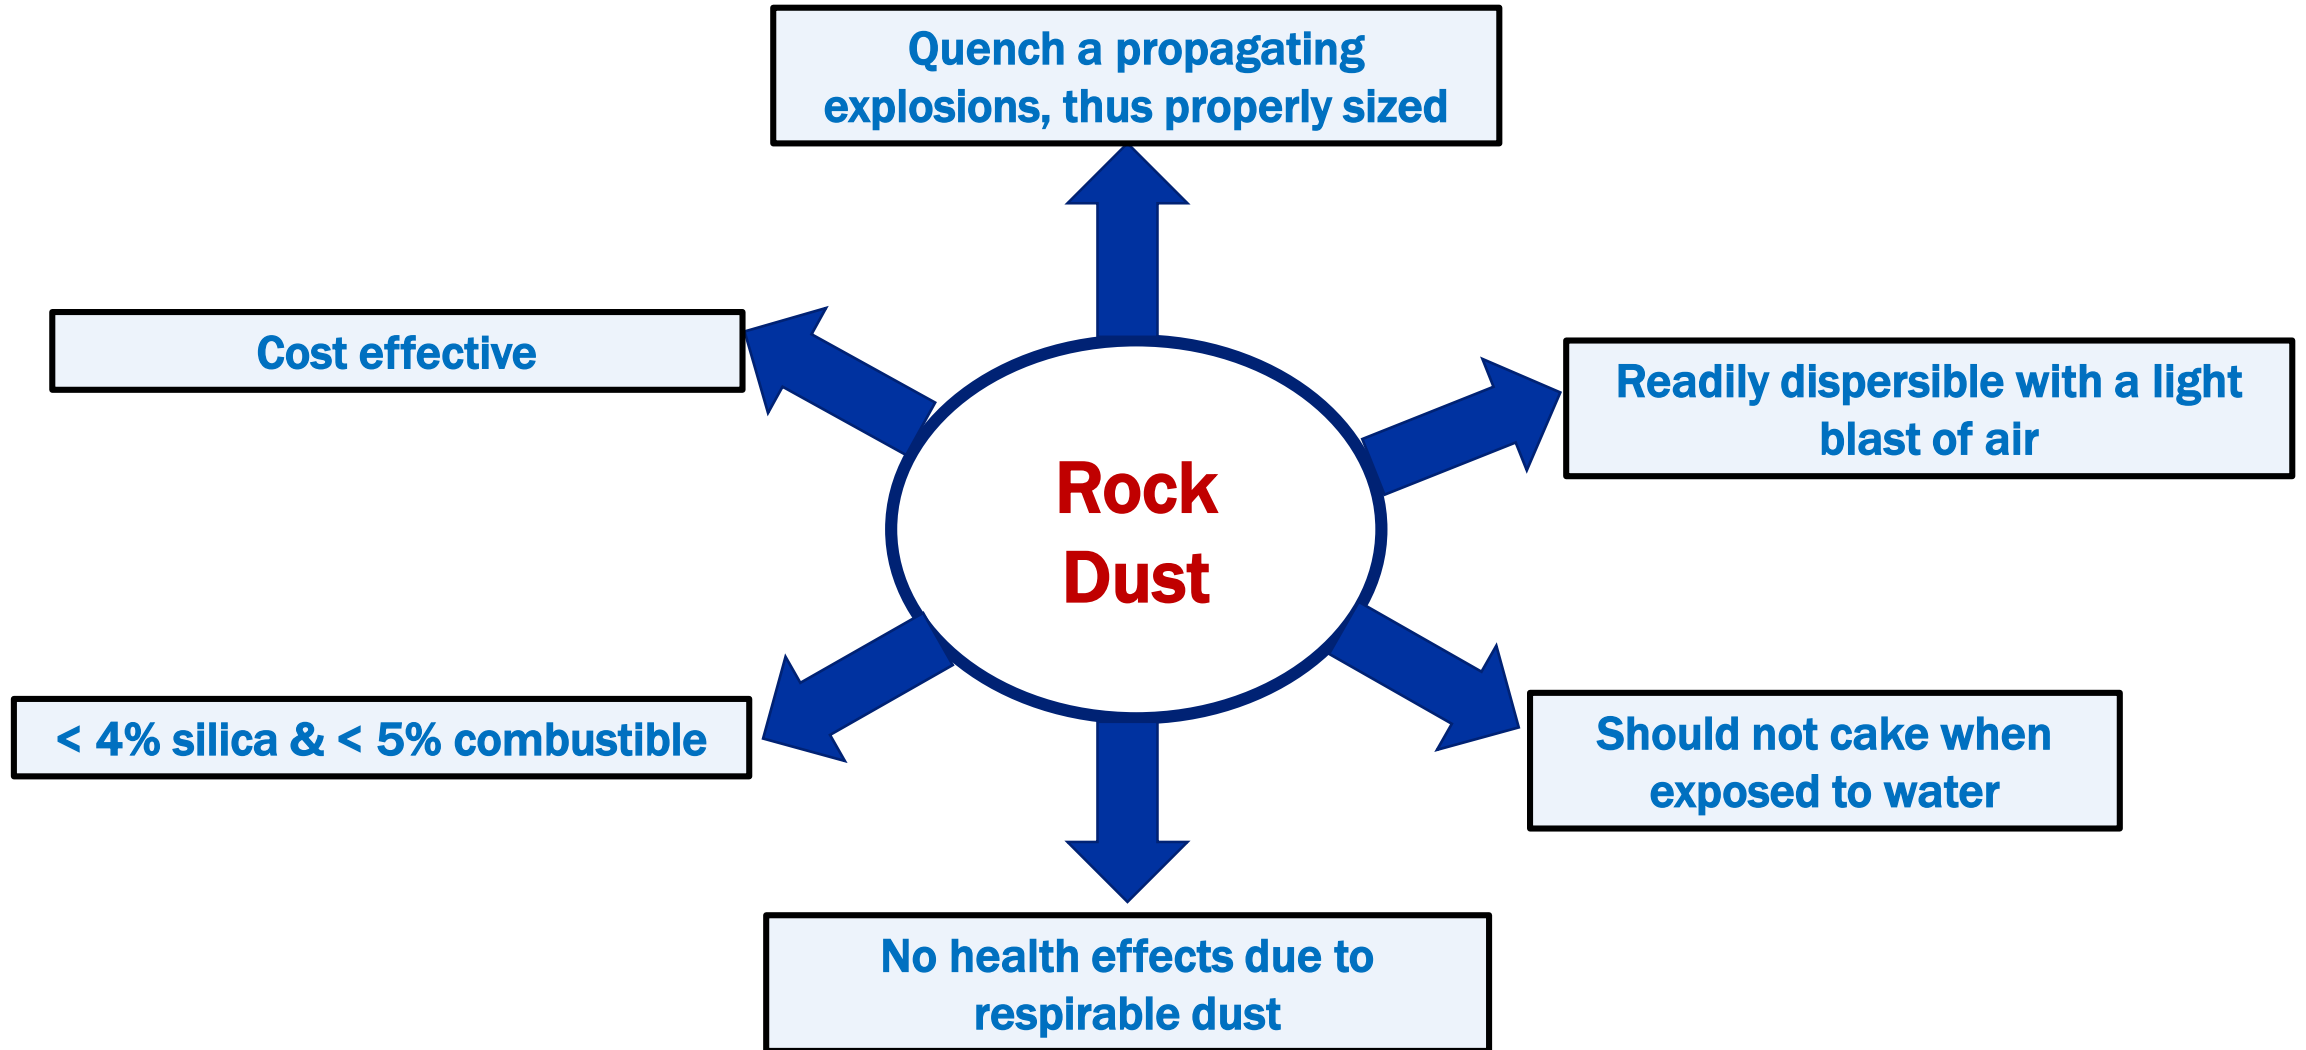 Quench a propagating
explosions, thus properly sized
Cost effective
Readily dispersible with a light
blast of air
Rock
Dust
< 4% silica & < 5% combustible
Should not cake when
exposed to water
No health effects due to
respirable dust